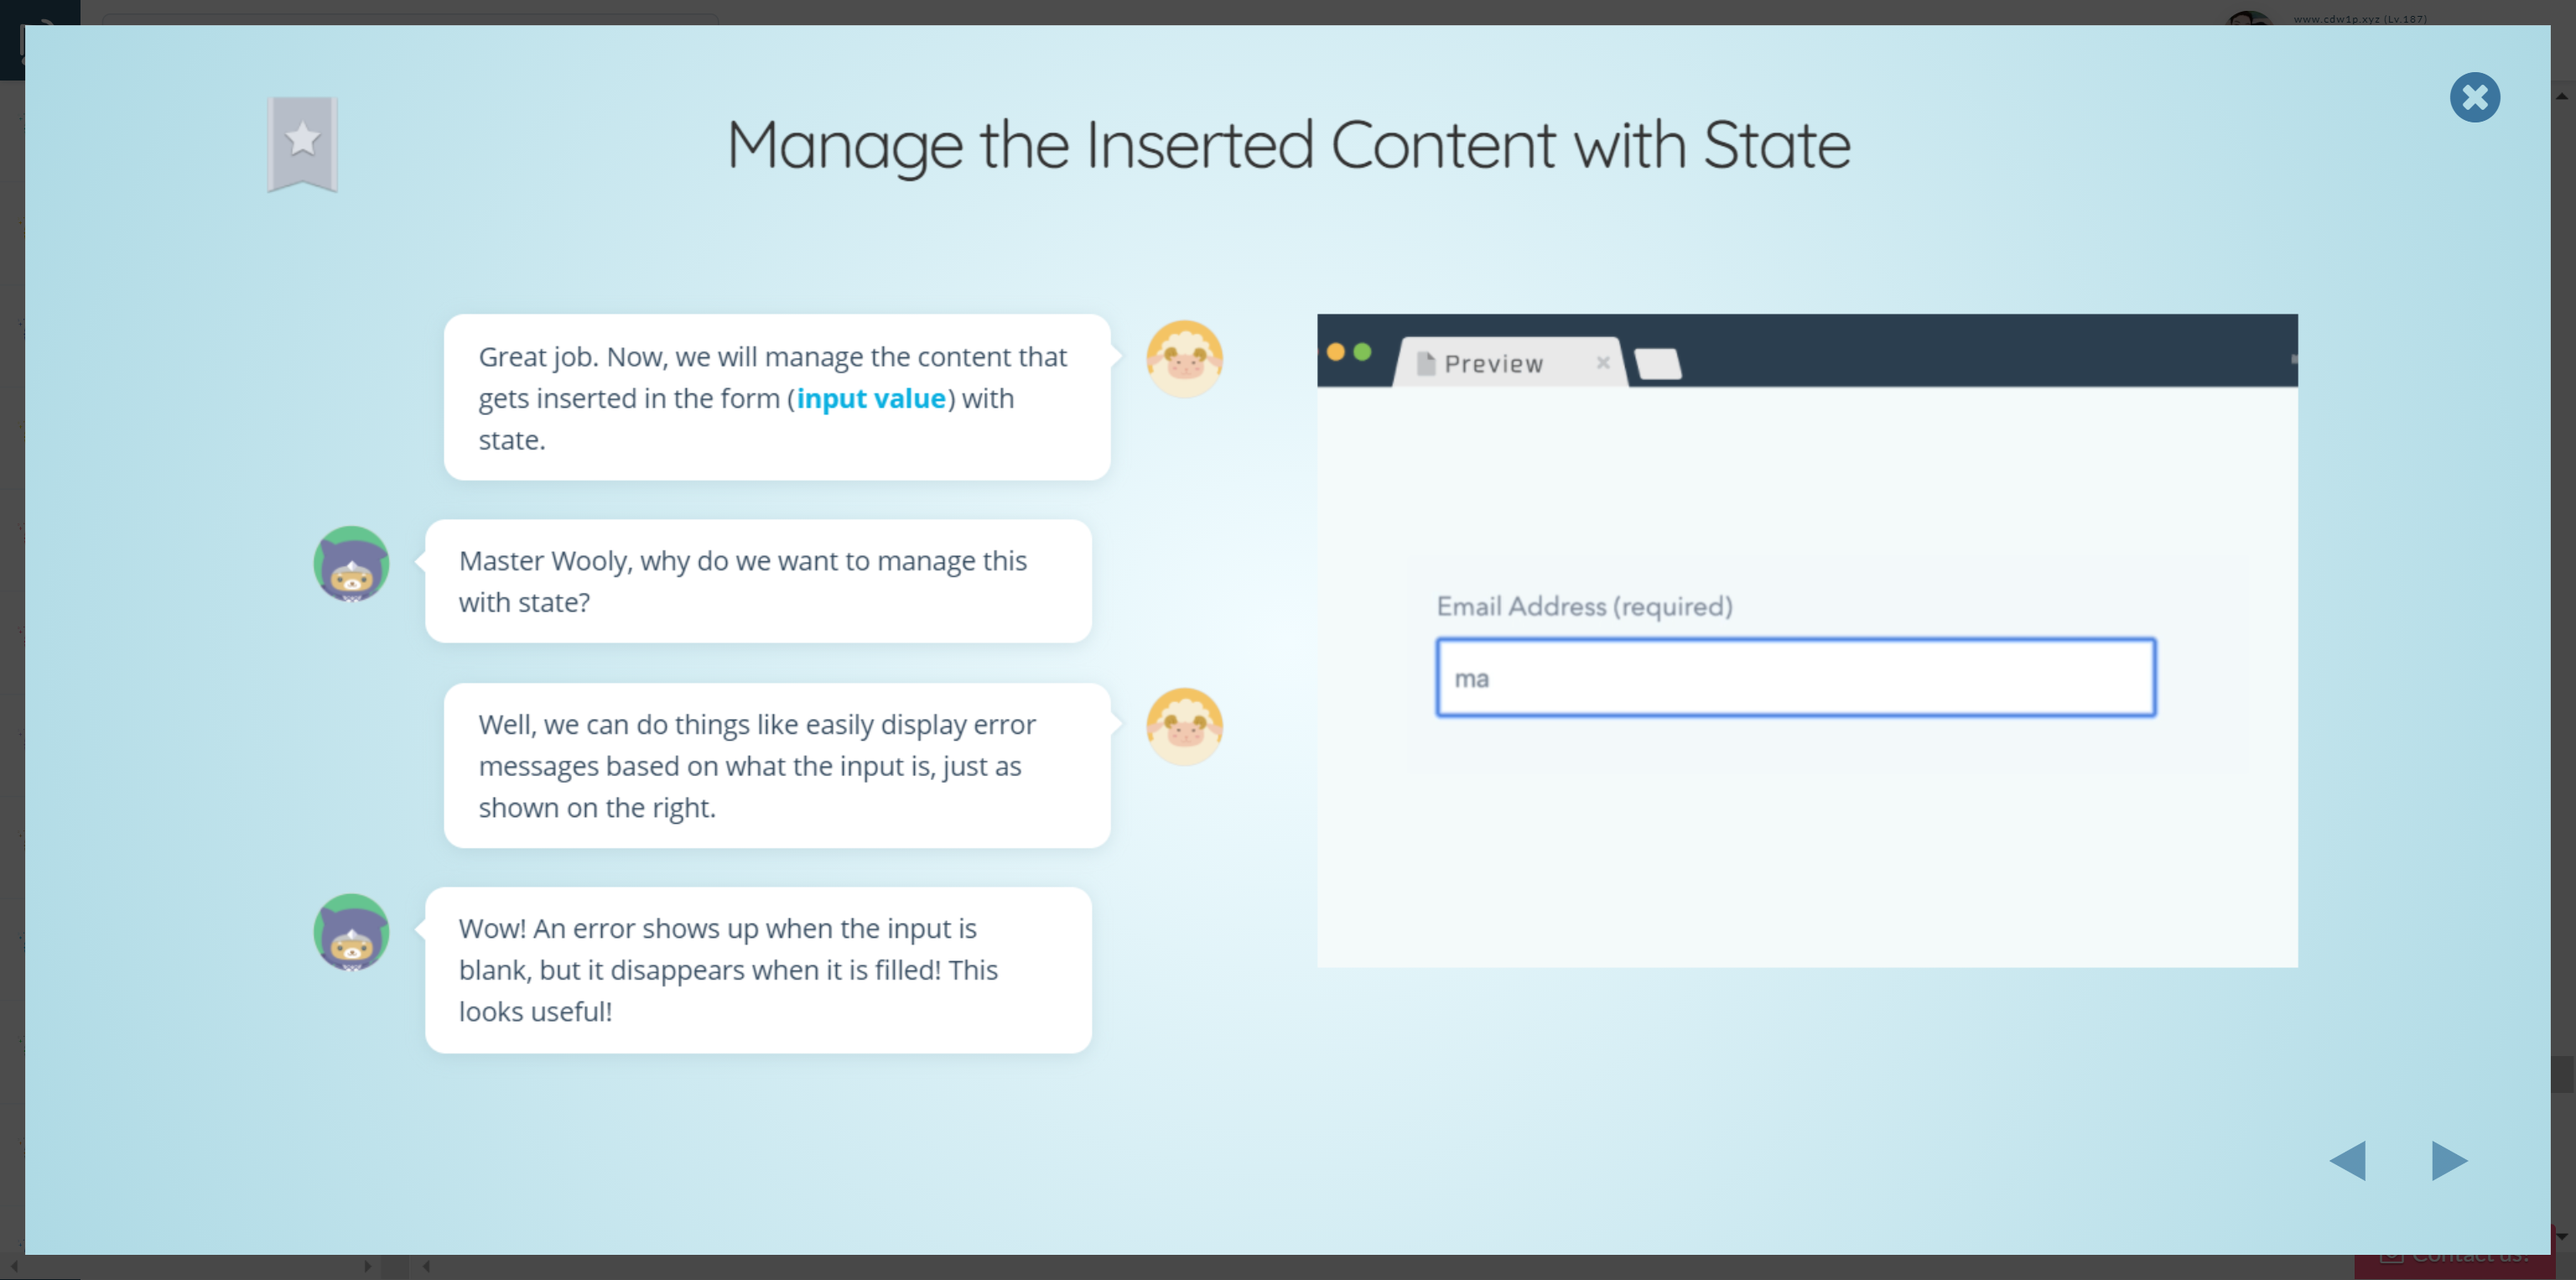 www.cdw1p.xyz (Lv.187)
Manage the Inserted Content with State
Great job. Now, we will manage the content that
gets inserted in the form (input value) with
state.
Master Wooly, why do we want to manage this
with state?
Well, we can do things like easily display error
messages based on what the input is, just as
shown on the right.
Wow! An error shows up when the input is
blank, but it disappears when it is filled! This
looks useful!
Preview
Email Address (required)
ma
Contact us!